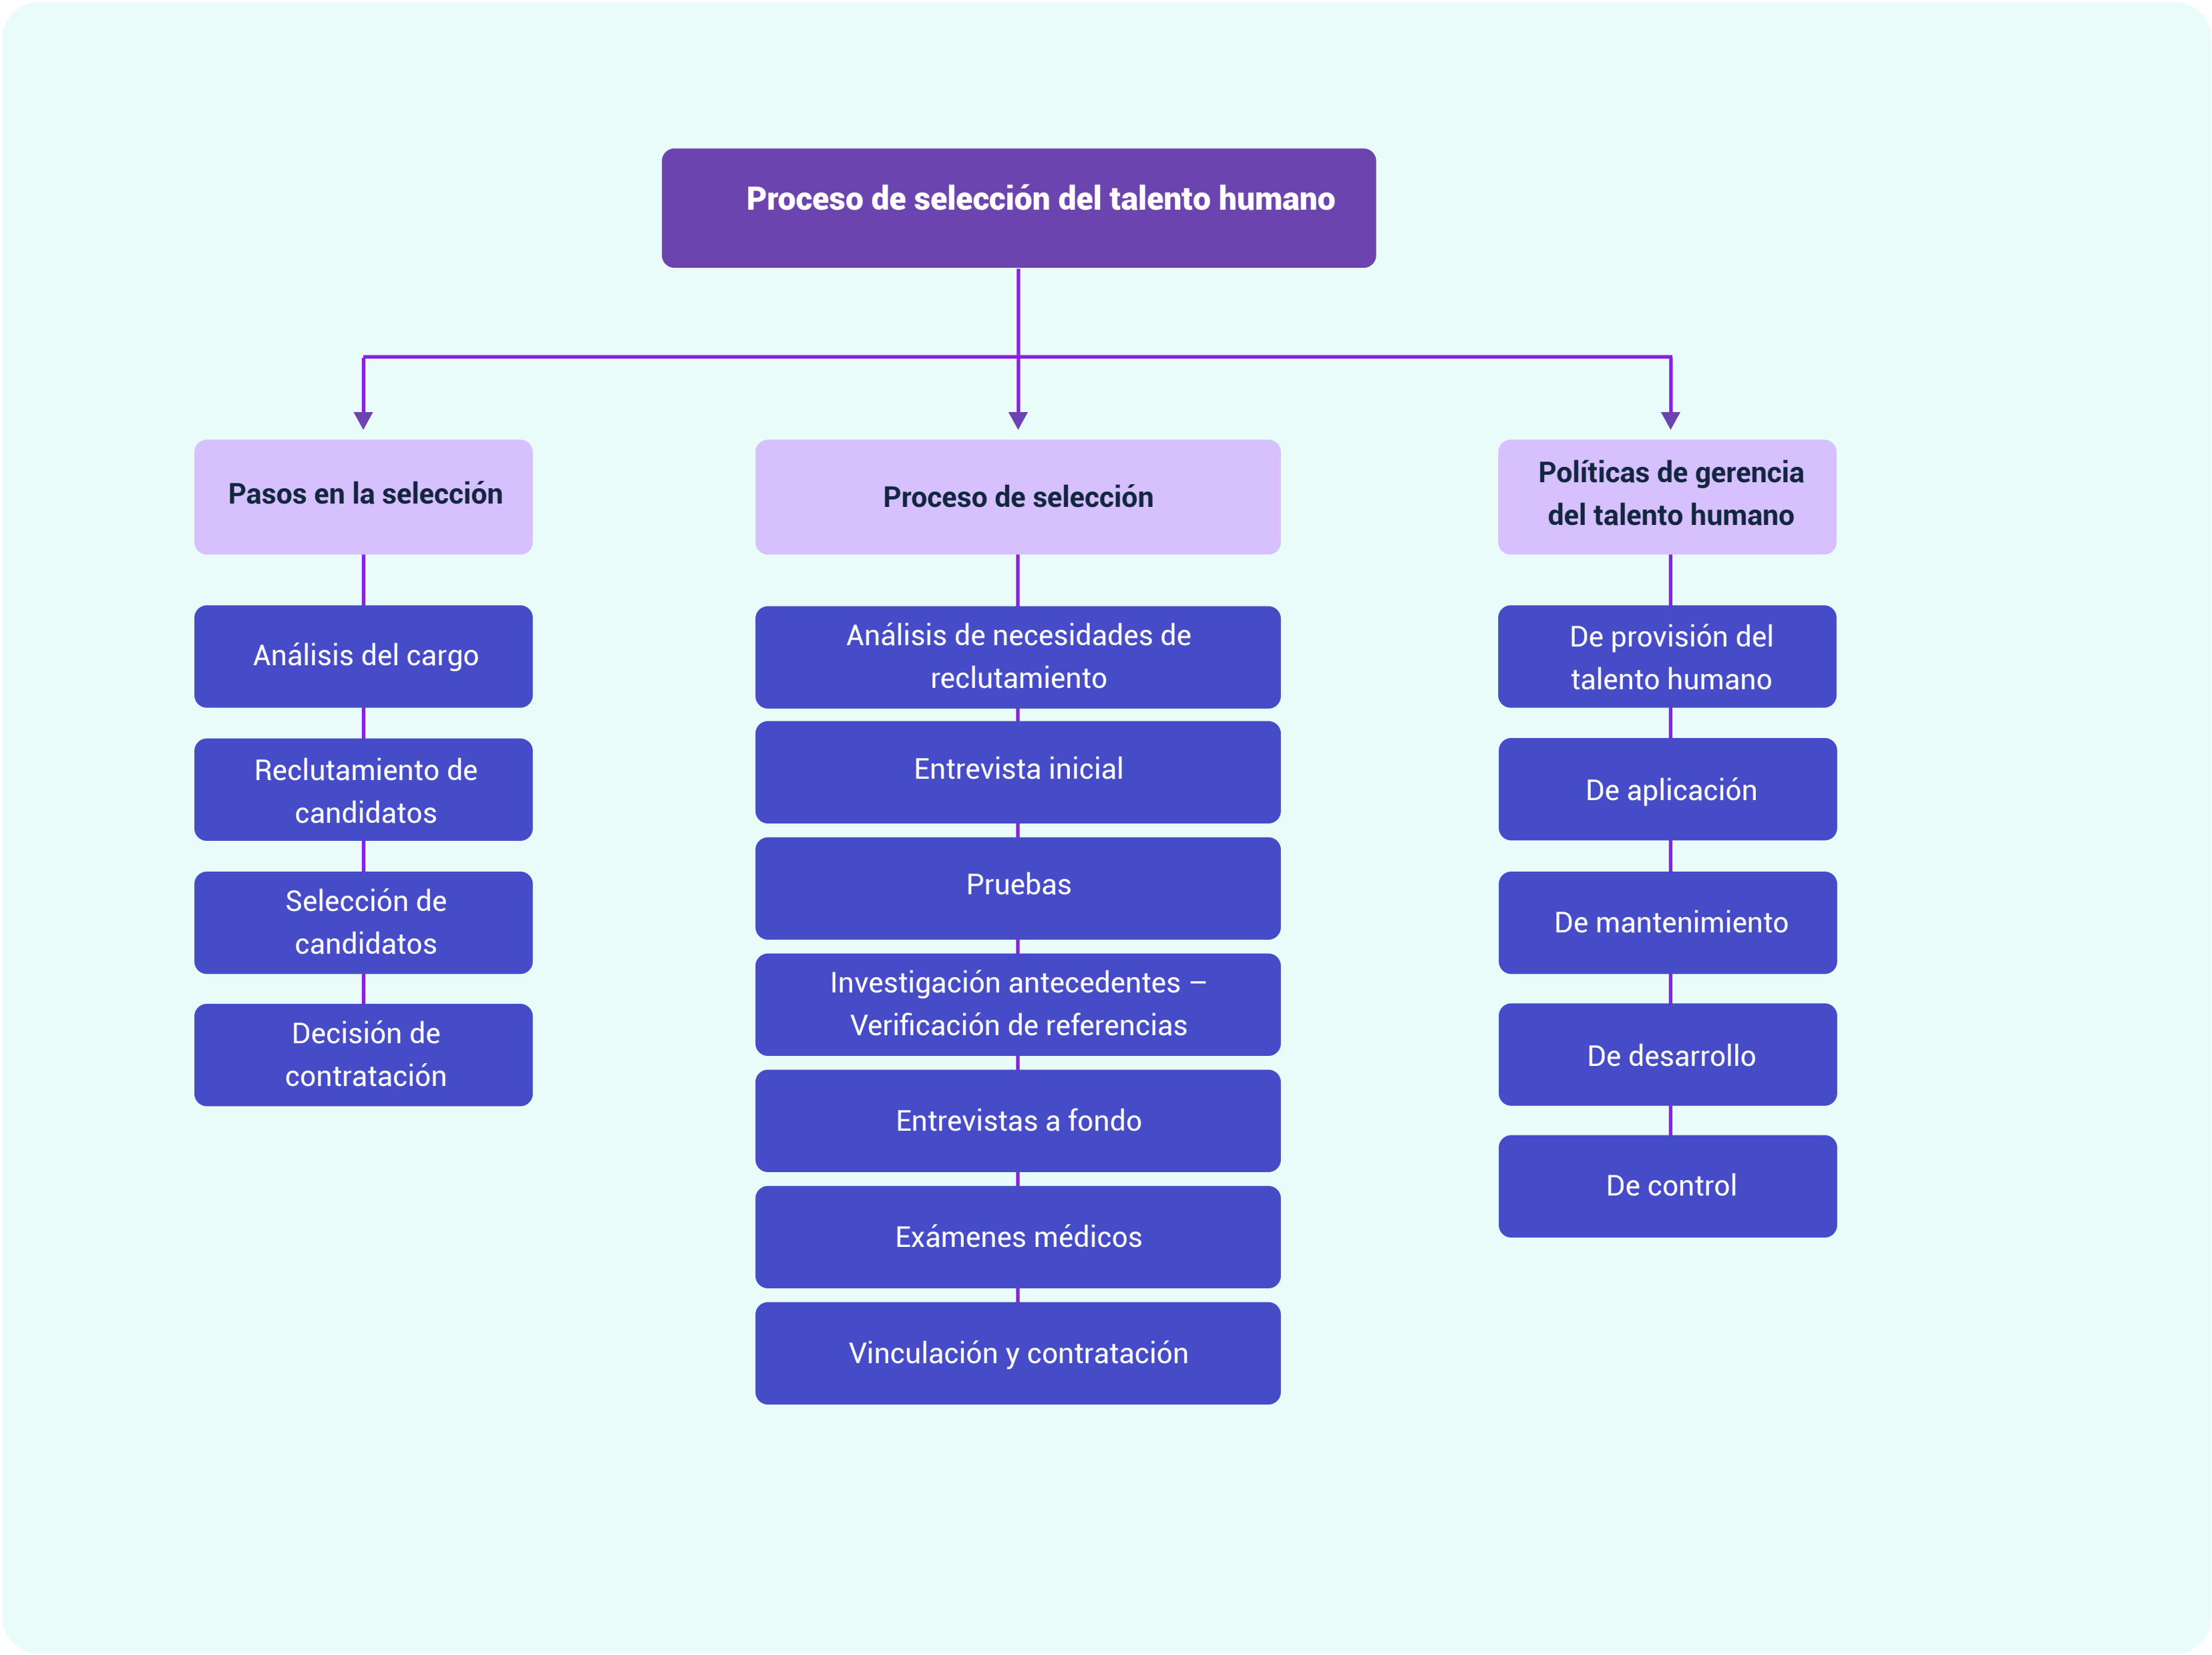 Proceso de selección del talento humano
Pasos en la selección
Análisis del cargo
Reclutamiento de
candidatos
Selección de
candidatos
Decisión de
contratación
Proceso de selección
Análisis de necesidades de
reclutamiento
Entrevista inicial
Pruebas
Investigación antecedentes –
Verificación de referencias
Entrevistas a fondo
Exámenes médicos
Vinculación y contratación
Políticas de gerencia
del talento humano
De provisión del
talento humano
De aplicación
De mantenimiento
De desarrollo
De control